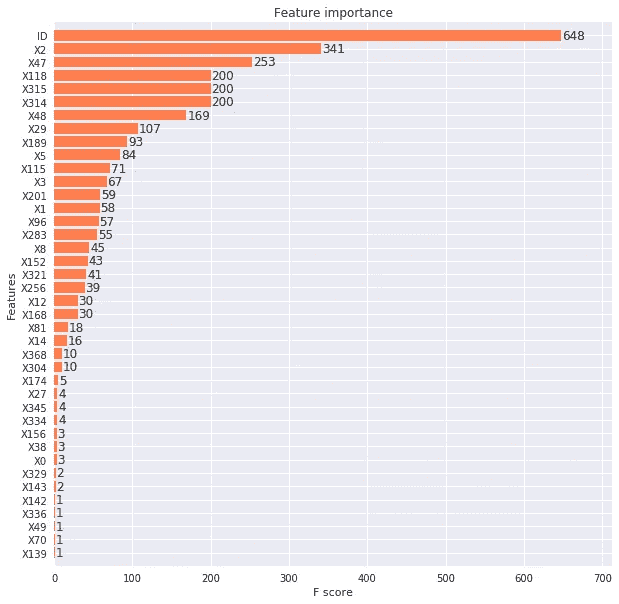 Feature importance
ID 648
X2 341
X47 253
X118 200
X315 200
X314 200
X48 169
X29 107
X189 93
X5 84
X115 71
X3 67
X201 59
X1 58
X96 57
X283 55
X8 45
X152 43
X321 41
X256 39
X12 30
X168 30
X81 18
X14 16
X368 10
X304 10
X174 5
X27 4
X345 4
X334 4
X156 3
X38 3
X0 3
X329 2
X143 2
X142 1
X336 1
X49 1
X70 1
X139 1
Features
0 100 200 300 400 500 600 700
F score